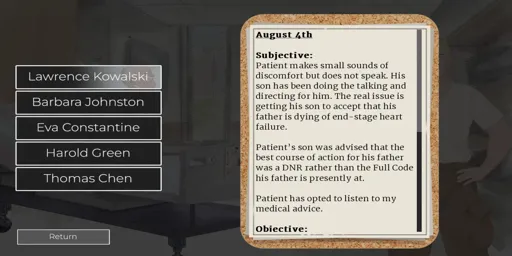 Lawrence Kowalski
Barbara Johnston
Eva Constantine
Harold Green
Thomas Chen
Return
August 4th
Subjective:
Patient makes small sounds of
discomfort but does not speak. His
son has been doing the talking and
directing for him. The real issue is
getting his son to accept that his
father is dying of end-stage heart
failure.
Patient's son was advised that the
best course of action for his father
was a DNR rather than the Full Code
his father is presently at.
Patient has opted to listen to my
medical advice.
Objective: